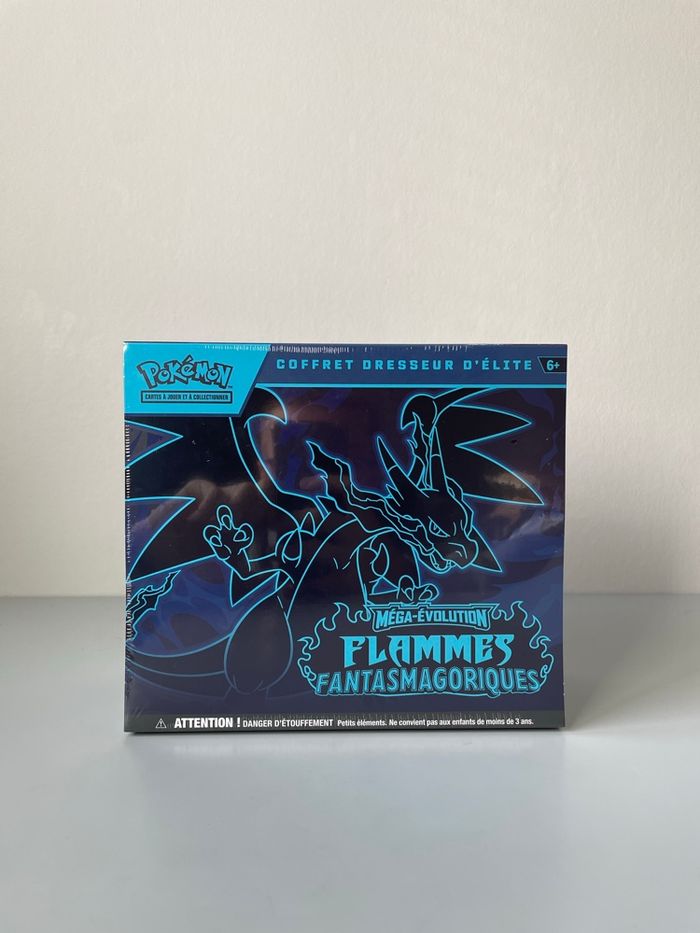 POKéMON
CARTES À JOUER ET À COLLECTIONNER
COFFRET DRESSEUR D'ÉLITE
6+
MÉGA-ÉVOLUTION
FLAMMES
FANTASMAGORIQUES
ATTENTION ! DANGER D'ÉTOUFFEMENT Petits éléments. Ne convient pas aux enfants de moins de 3 ans.